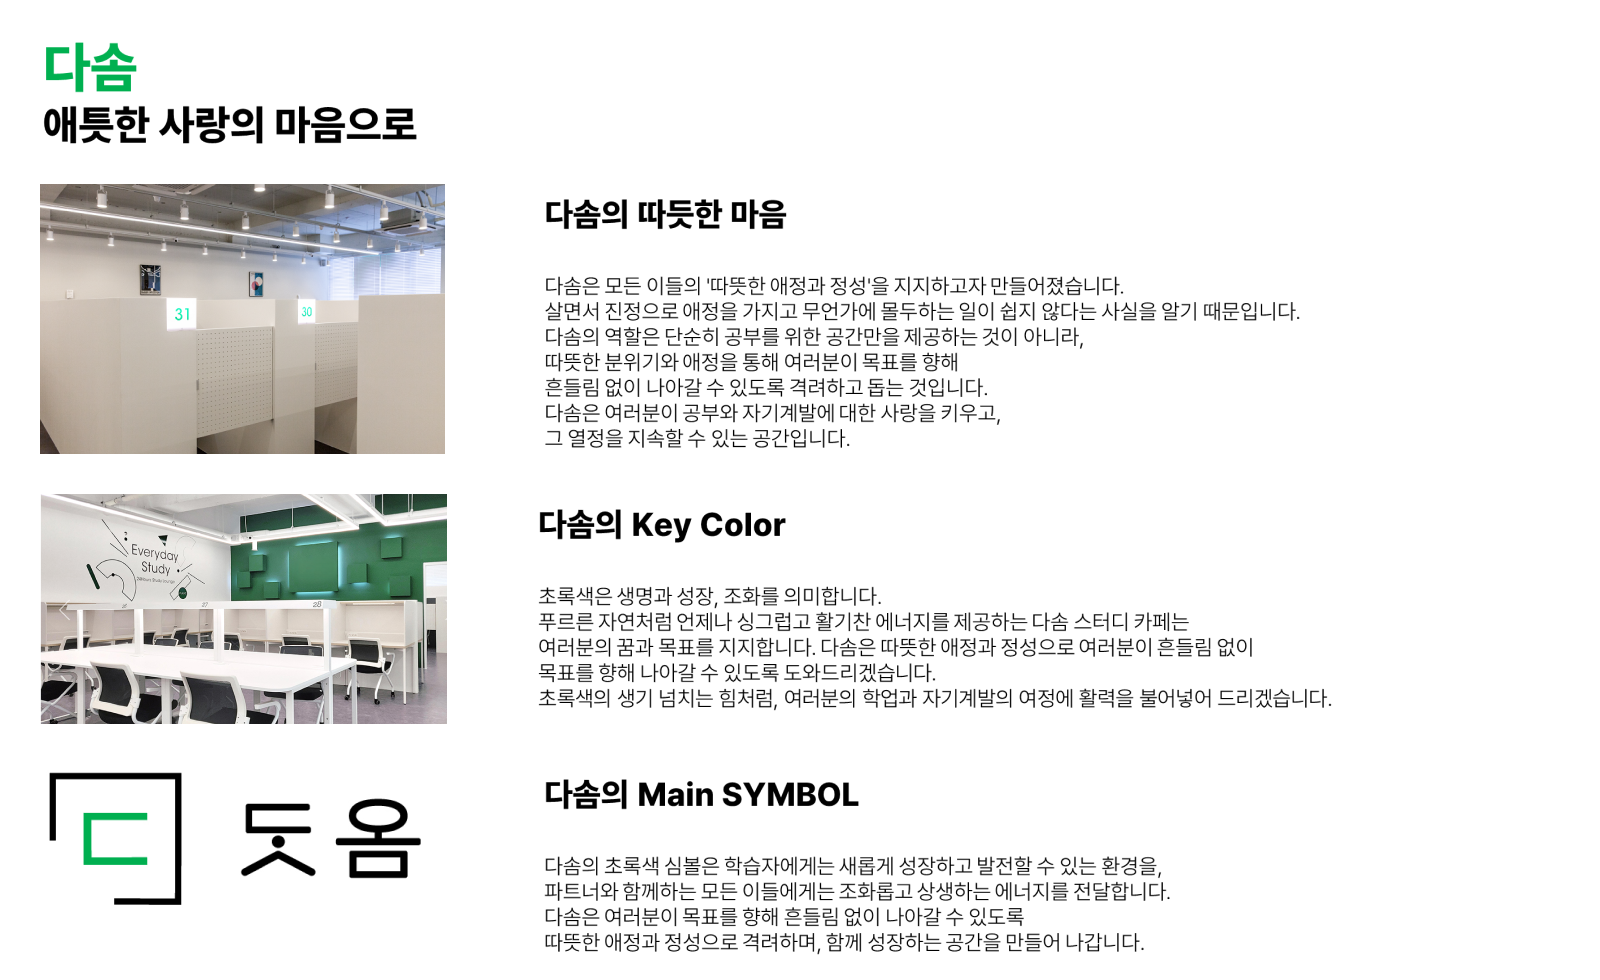 다솜
애틋한 사랑의 마음으로
31
30
다솜의 따듯한 마음
다솜은 모든 이들의 '따뜻한 애정과 정성'을 지지하고자 만들어졌습니다.
살면서 진정으로 애정을 가지고 무언가에 몰두하는 일이 쉽지 않다는 사실을 알기 때문입니다.
다솜의 역할은 단순히 공부를 위한 공간만을 제공하는 것이 아니라,
따뜻한 분위기와 애정을 통해 여러분이 목표를 향해
흔들림 없이 나아갈 수 있도록 격려하고 돕는 것입니다.
다솜은 여러분이 공부와 자기계발에 대한 사랑을 키우고,
그 열정을 지속할 수 있는 공간입니다.
Everyday
Study
26
27
28
다솜의 Key Color
초록색은 생명과 성장, 조화를 의미합니다.
푸르른 자연처럼 언제나 싱그럽고 활기찬 에너지를 제공하는 다솜 스터디 카페는
여러분의 꿈과 목표를 지지합니다. 다솜은 따뜻한 애정과 정성으로 여러분이 흔들림 없이
목표를 향해 나아갈 수 있도록 도와드리겠습니다.
초록색의 생기 넘치는 힘처럼, 여러분의 학업과 자기계발의 여정에 활력을 불어넣어 드리겠습니다.
다솜의 Main SYMBOL
다솜의 초록색 심볼은 학습자에게는 새롭게 성장하고 발전할 수 있는 환경을,
파트너와 함께하는 모든 이들에게는 조화롭고 상생하는 에너지를 전달합니다.
다솜은 여러분이 목표를 향해 흔들림 없이 나아갈 수 있도록
따뜻한 애정과 정성으로 격려하며, 함께 성장하는 공간을 만들어 나갑니다.